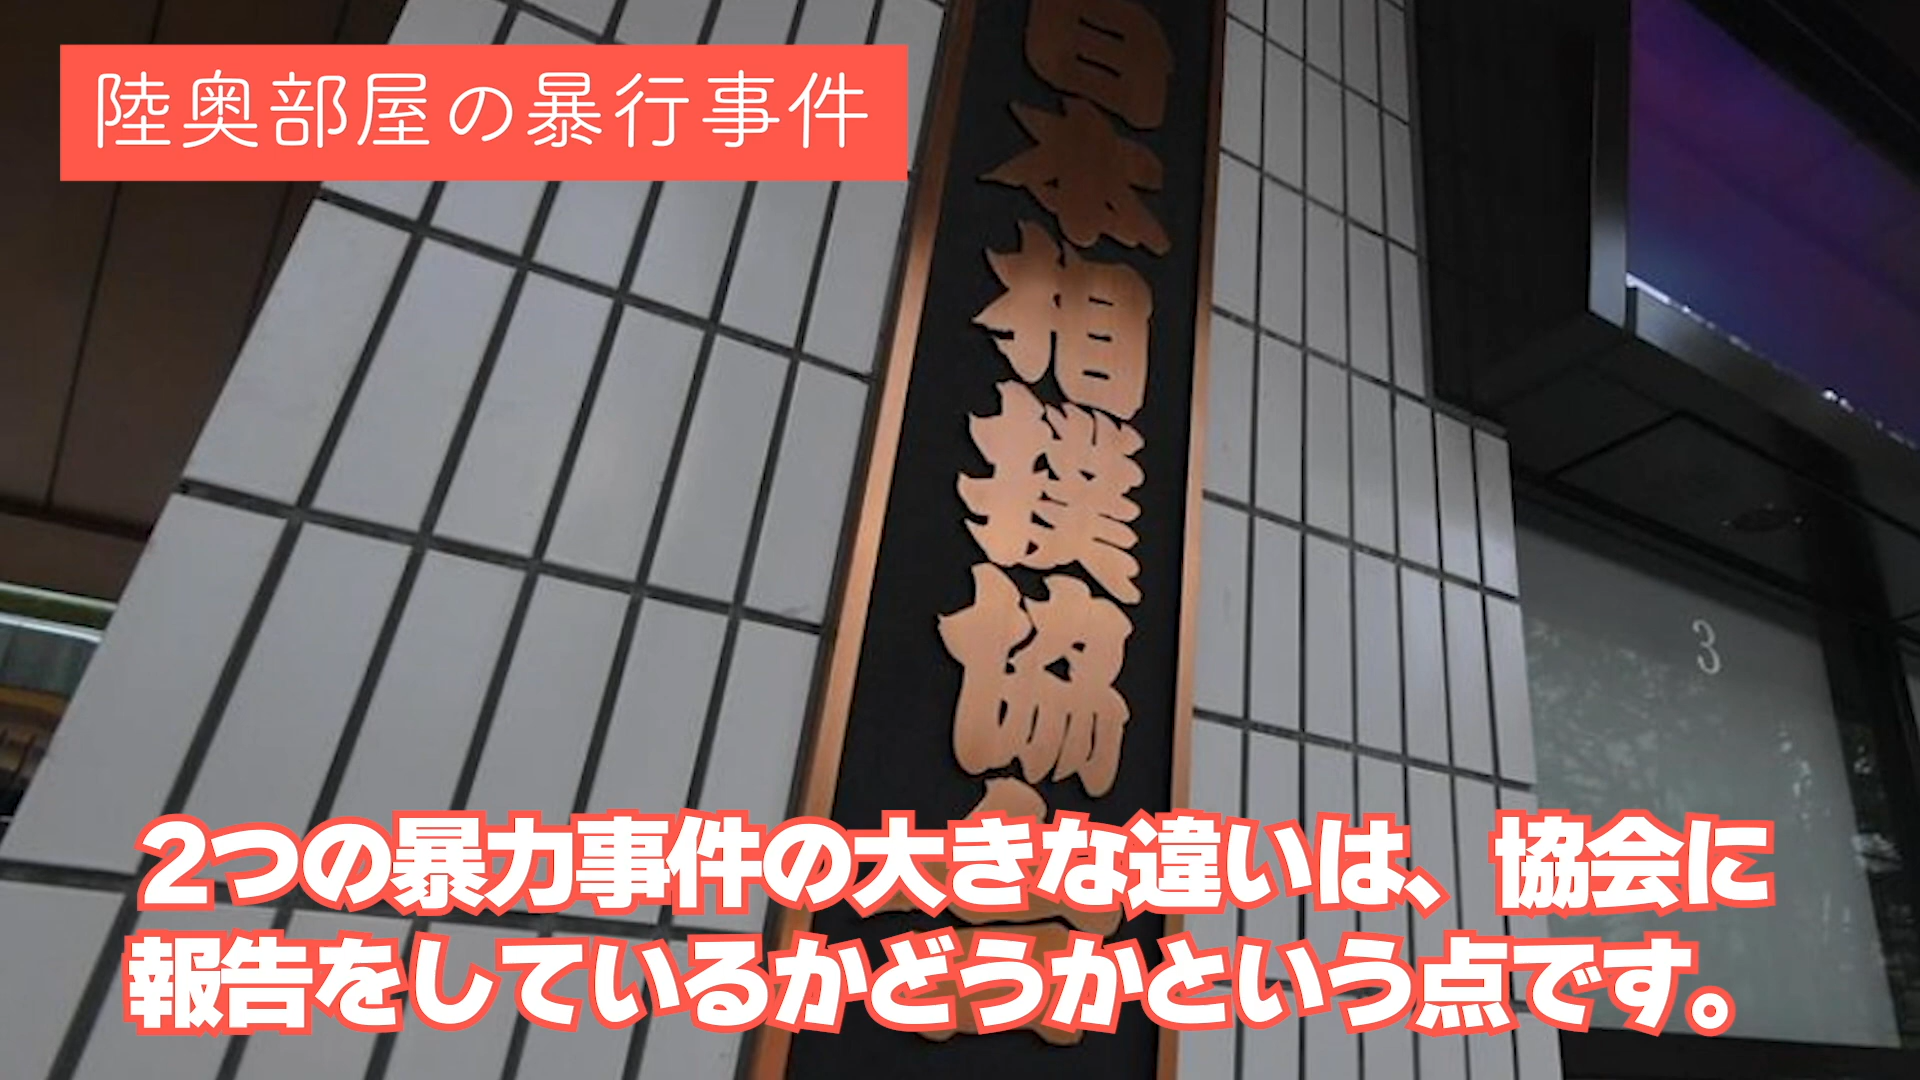 陸奥部屋の暴行事件
日本相撲協会
3
2つの暴力事件の大きな違いは、協会に
報告をしているかどうかという点です。